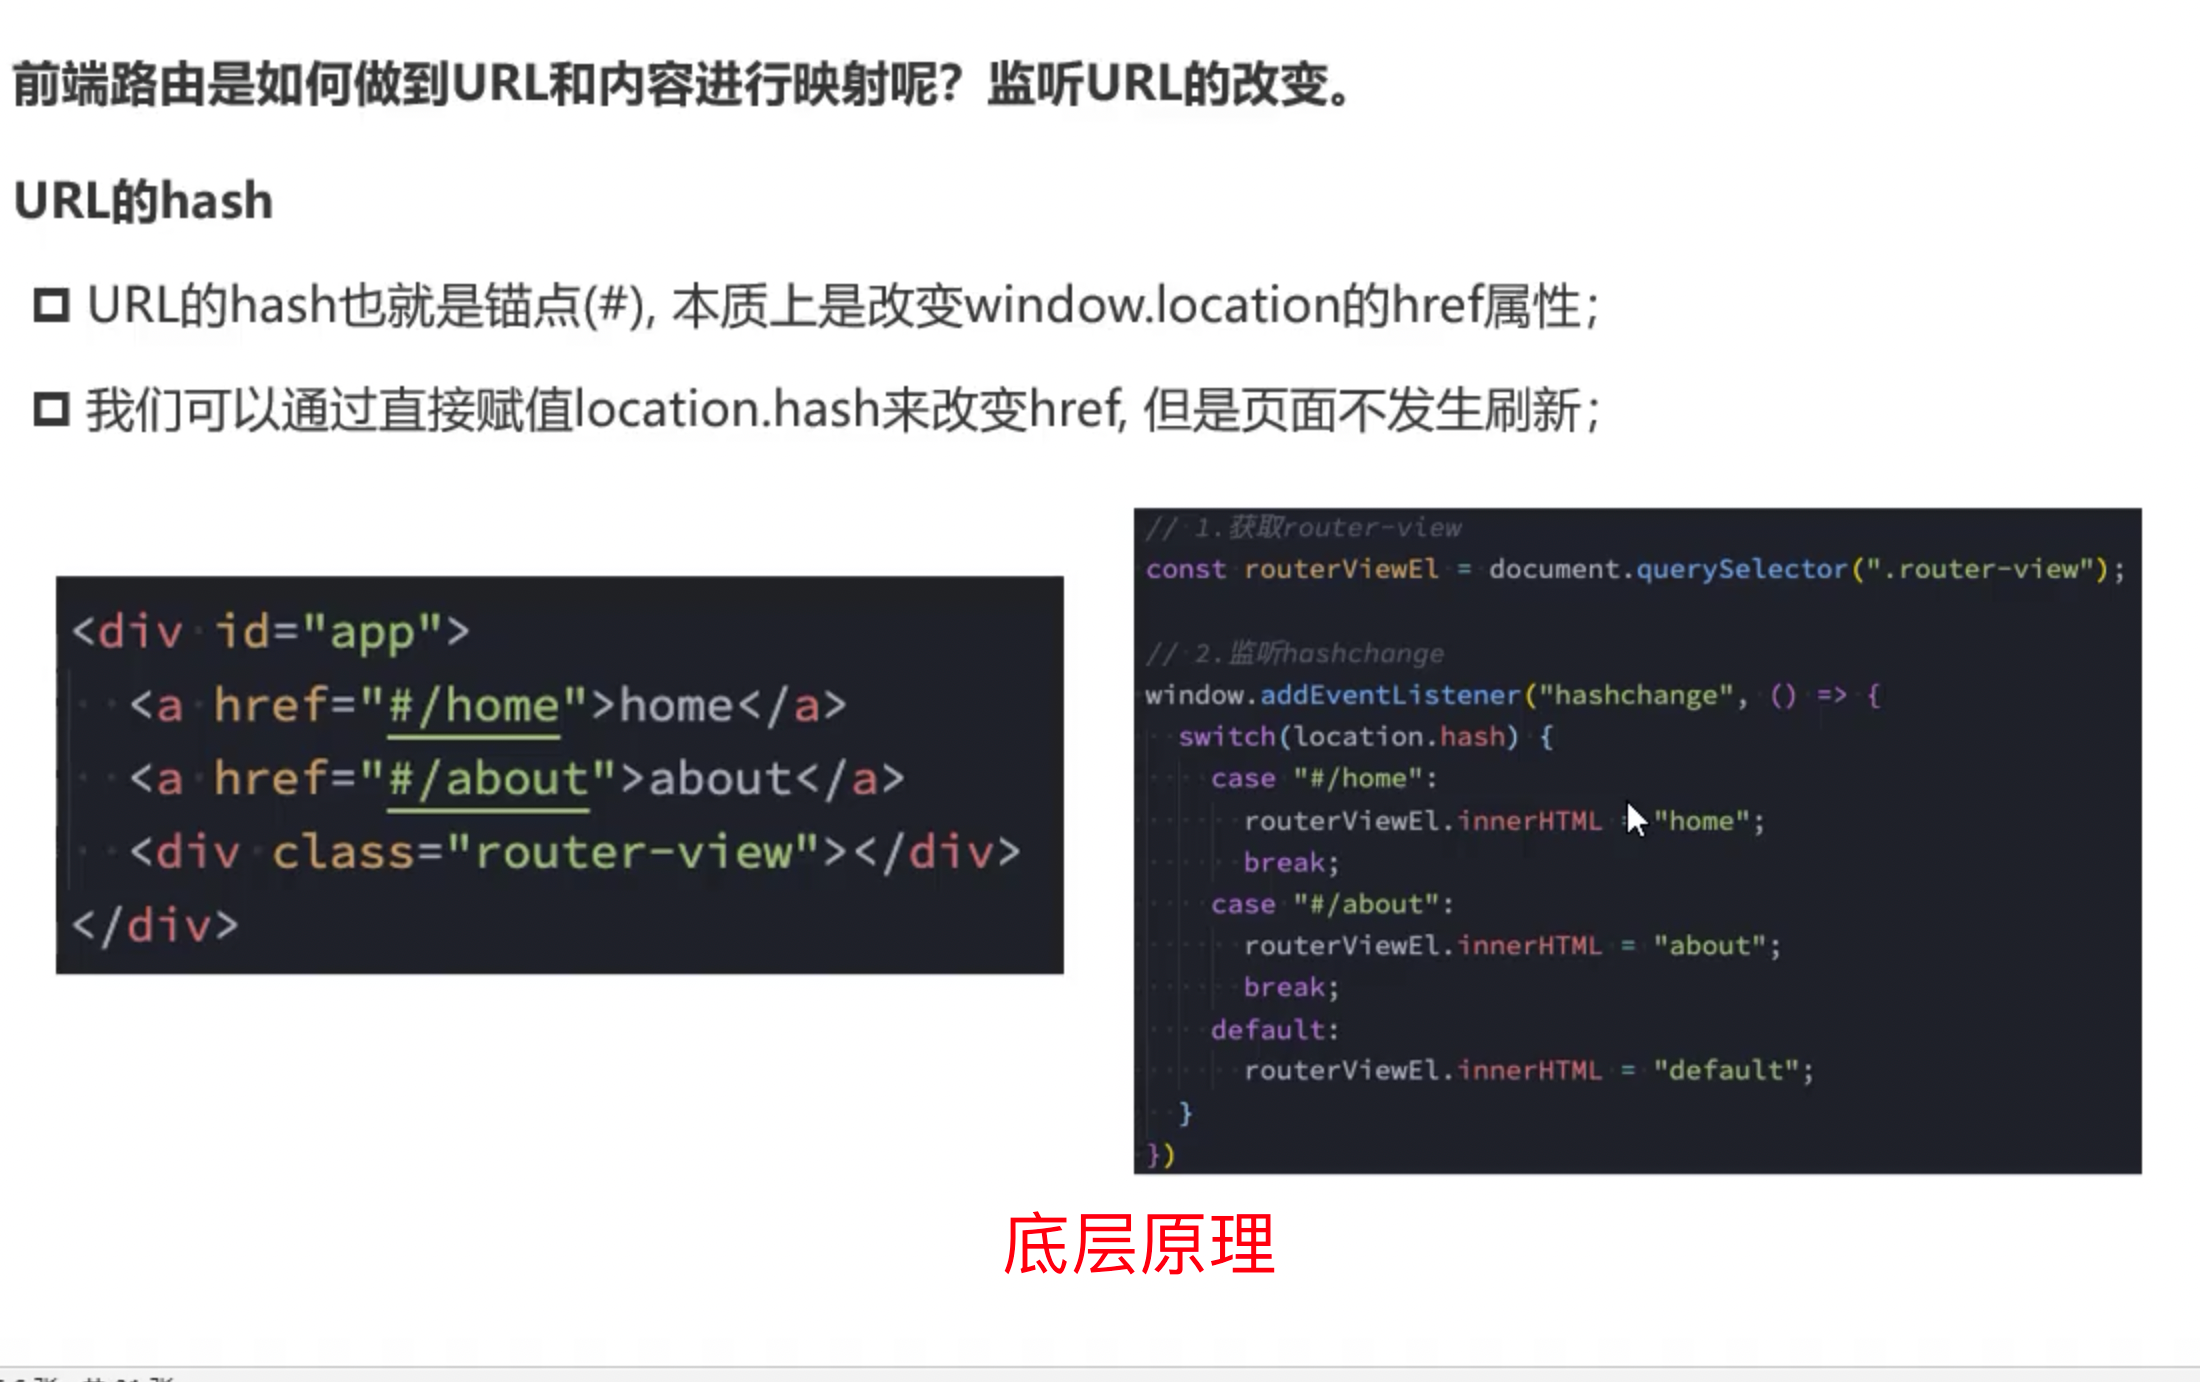 前端路由是如何做到URL和内容进行映射呢？监听URL的改变。
URL的hash
URL的hash也就是锚点(#), 本质上是改变window.location的href属性；
我们可以通过直接赋值location.hash来改变href, 但是页面不发生刷新；
<div id="app">
<a href="#/home">home</a>
<a href="#/about">about</a>
<div class="router-view"></div>
</div>
// 1.获取router-view
const routerViewEl = document.querySelector(".router-view");
// 2.监听hashchange
window.addEventListener("hashchange", () => {
switch(location.hash) {
case "#/home":
routerViewEl.innerHTML = "home";
break;
case "#/about":
routerViewEl.innerHTML = "about";
break;
default:
routerViewEl.innerHTML = "default";
}
})
底层原理